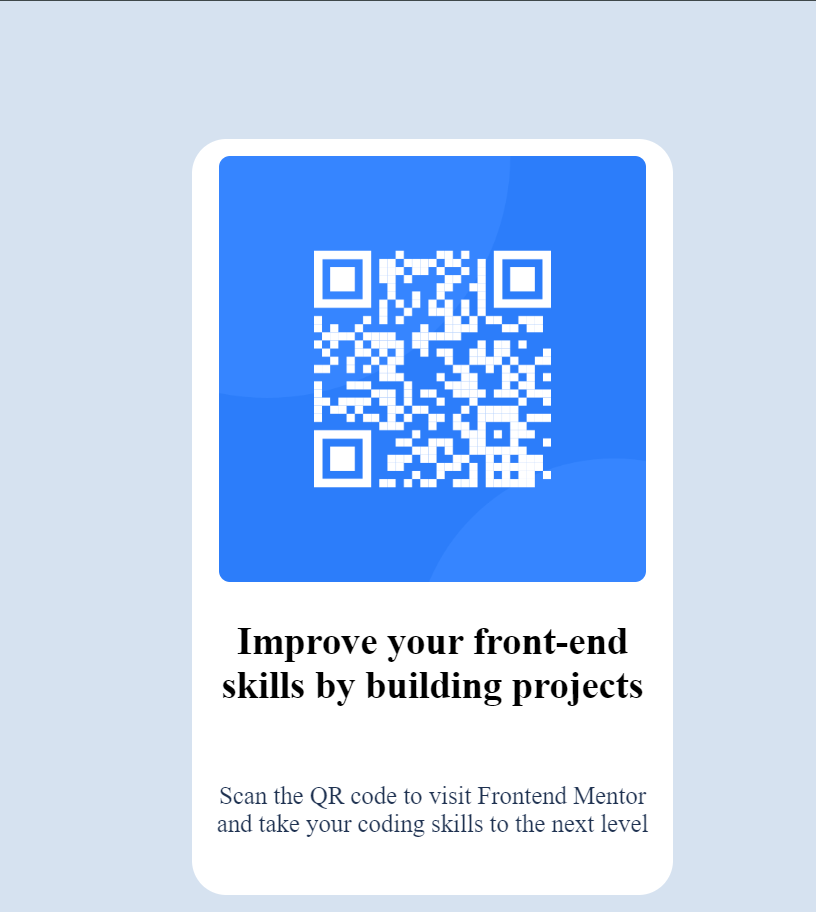 Improve your front-end
skills by building projects
Scan the QR code to visit Frontend Mentor
and take your coding skills to the next level